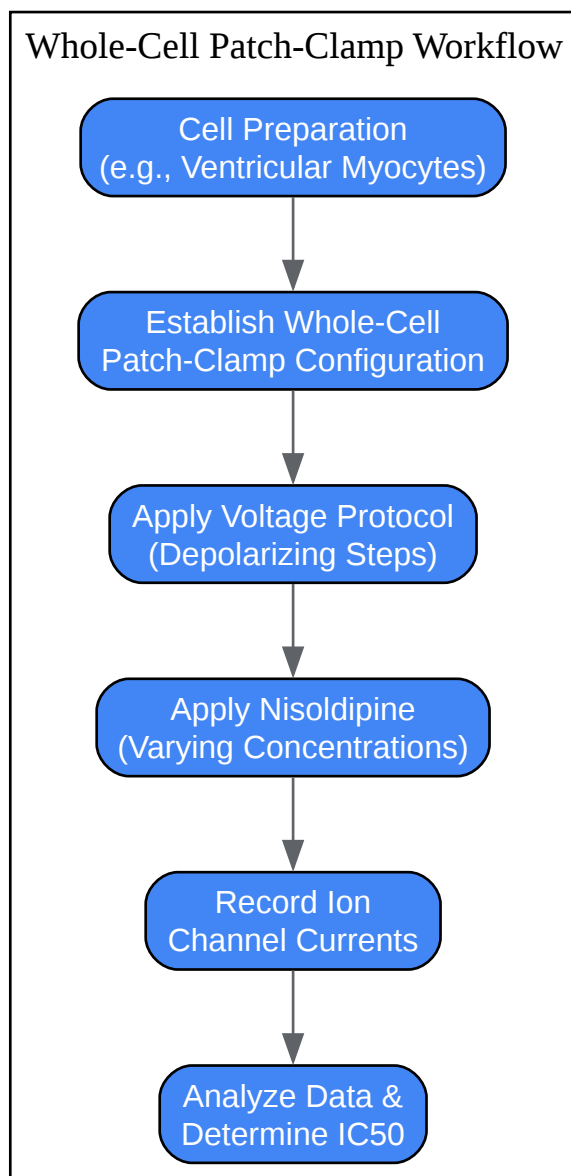 Whole-Cell Patch-Clamp Workflow
Cell Preparation
(e.g., Ventricular Myocytes)
Establish Whole-Cell
Patch-Clamp Configuration
Apply Voltage Protocol
(Depolarizing Steps)
Apply Nisoldipine
(Varying Concentrations)
Record Ion
Channel Currents
Analyze Data &
Determine IC50